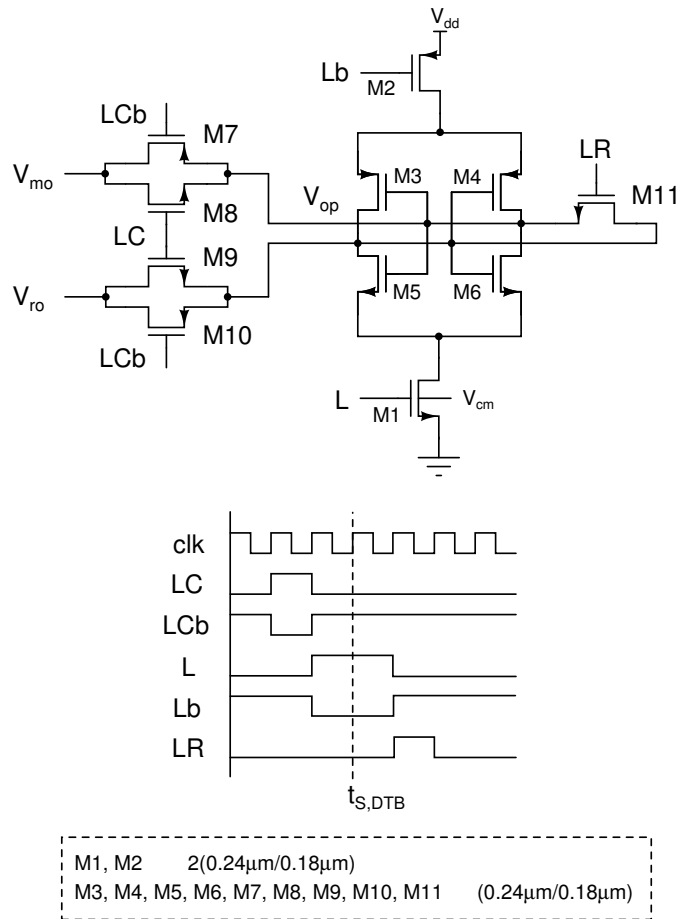 V_dd
Lb
M2
LCb
M7
V_mo
M8
LC
M9
V_ro
M10
LCb
V_op
M3
M4
LR
M11
M5
M6
L
M1
V_cm
clk
LC
LCb
L
Lb
LR
t_S,DTB
M1, M2 2(0.24μm/0.18μm)
M3, M4, M5, M6, M7, M8, M9, M10, M11 (0.24μm/0.18μm)